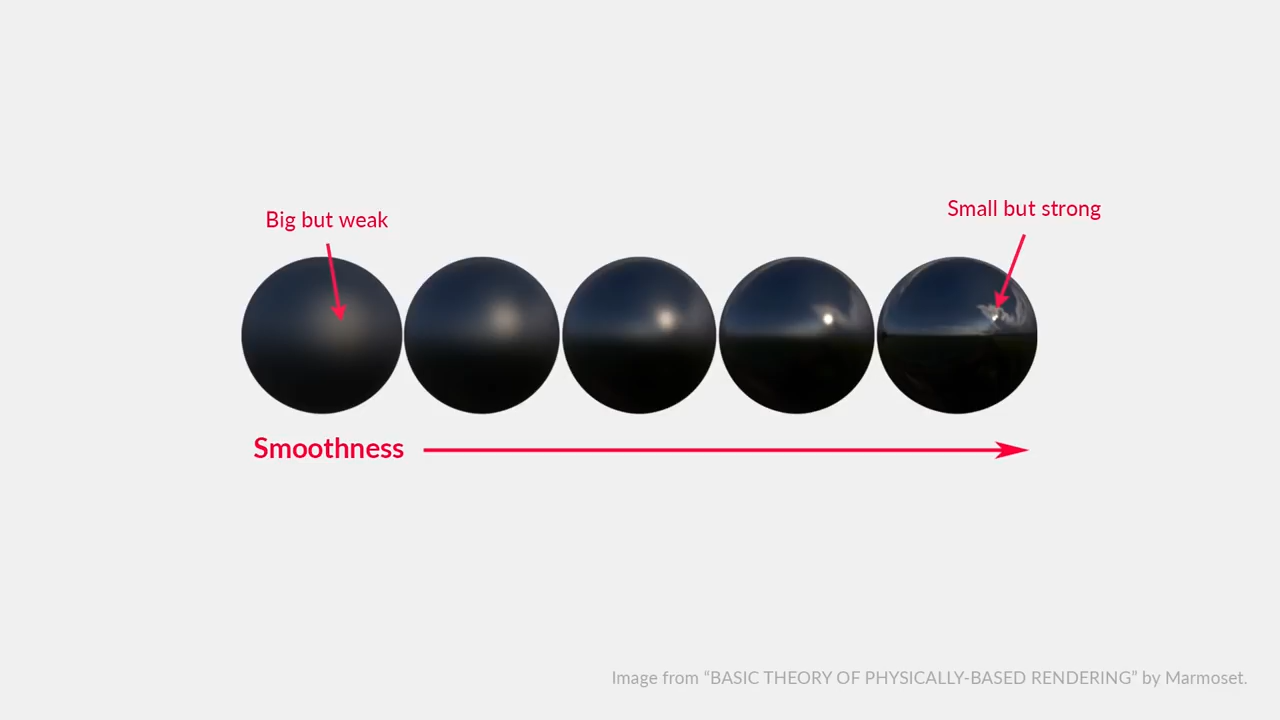 Big but weak
Small but strong
Smoothness
Image from “BASIC THEORY OF PHYSICALLY-BASED RENDERING” by Marmoset.